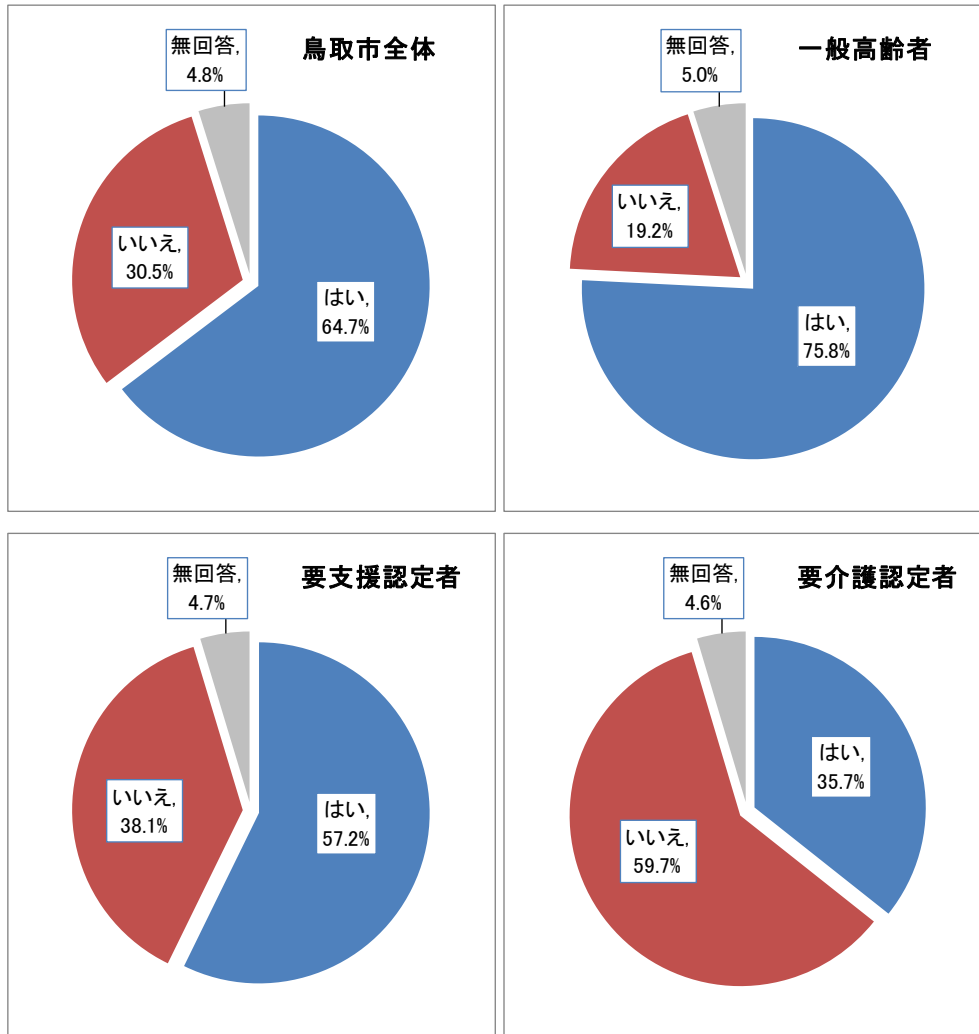 鳥取市全体
無回答,
4.8%
いいえ,
30.5%
はい,
64.7%
一般高齢者
無回答,
5.0%
いいえ,
19.2%
はい,
75.8%
要支援認定者
無回答,
4.7%
いいえ,
38.1%
はい,
57.2%
要介護認定者
無回答,
4.6%
はい,
35.7%
いいえ,
59.7%